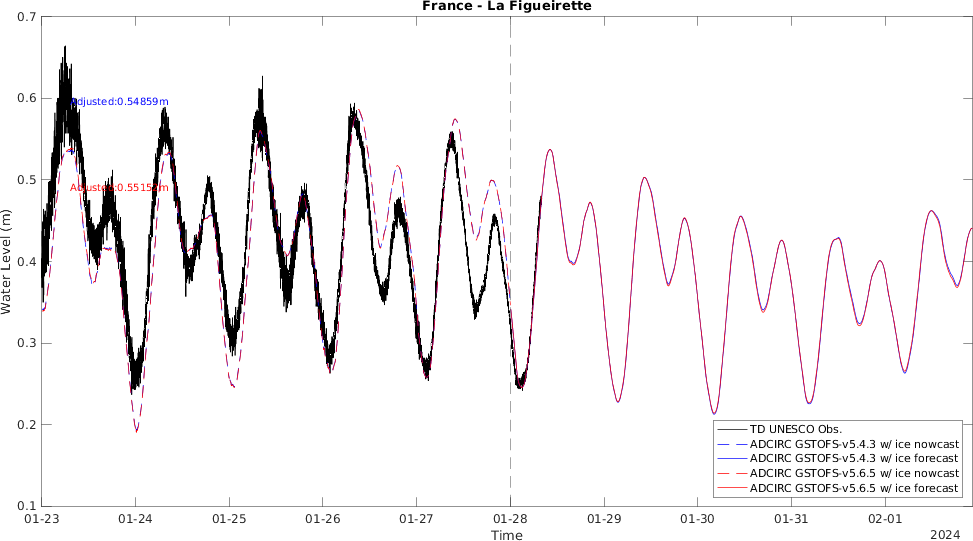 France - La Figueirette
0.7
0.6
0.5
0.4
0.3
0.2
0.1
Water Level (m)
Adjusted:0.54859m
01-23
01-24
01-25
01-26
01-27
01-28
01-29
01-30
01-31
02-01
Time
2024
TD UNESCO Obs.
ADCIRC GSTOFS-v5.4.3 w/ ice nowcast
ADCIRC GSTOFS-v5.4.3 w/ ice forecast
ADCIRC GSTOFS-v5.6.5 w/ ice nowcast
ADCIRC GSTOFS-v5.6.5 w/ ice forecast